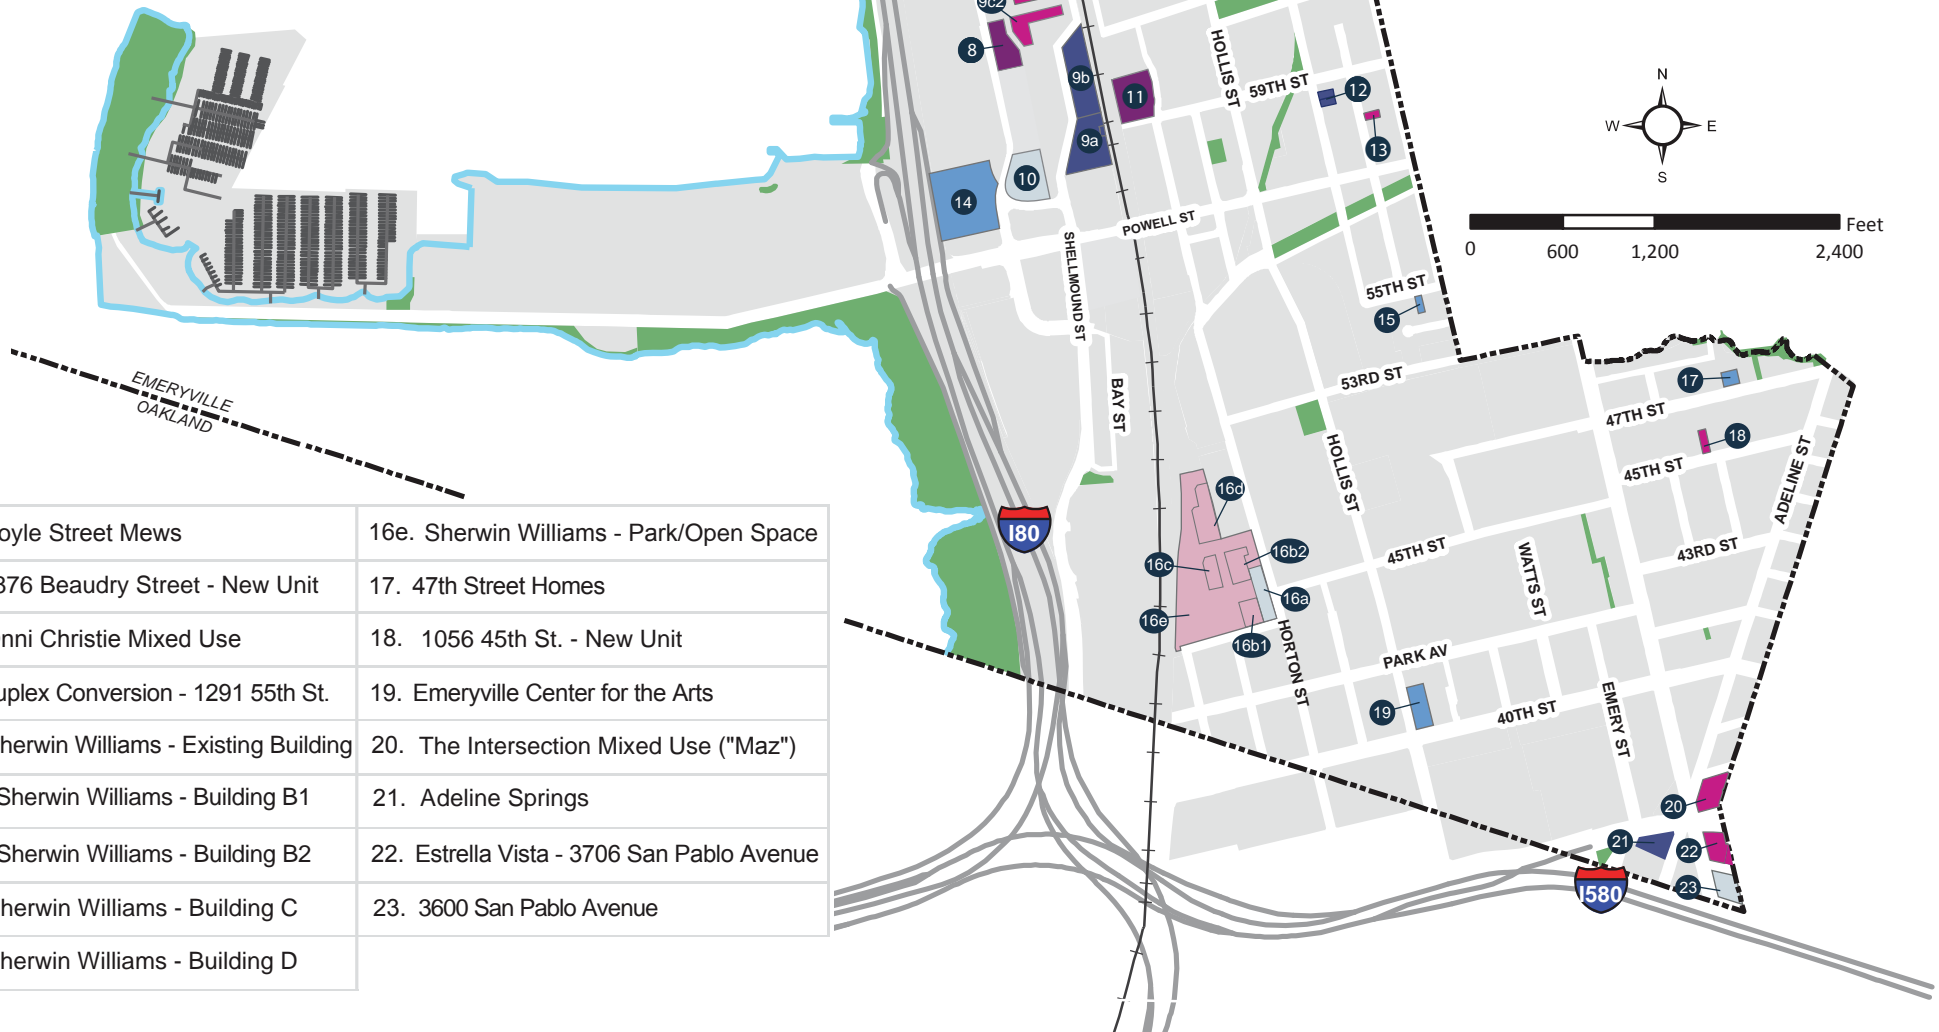 9c2
8
9b
11
9a
10
14
HOLLIS ST
59TH ST
12
13
N
W
E
S
Feet
0
600
1,200
2,400
POWELL ST
SHELLMOUND ST
55TH ST
15
BAY ST
53RD ST
HOLLIS ST
17
47TH ST
18
45TH ST
ADELINE ST
EMERYVILLE
OAKLAND
I80
16d
16b2
16c
16a
16e
16b1
45TH ST
WATTS ST
43RD ST
HORTON ST
PARK AV
19
40TH ST
EMERY ST
20
21
22
23
I580
oyle Street Mews
16e. Sherwin Williams - Park/Open Space
376 Beaudry Street - New Unit
17. 47th Street Homes
nni Christie Mixed Use
18. 1056 45th St. - New Unit
uplex Conversion - 1291 55th St.
19. Emeryville Center for the Arts
herwin Williams - Existing Building
20. The Intersection Mixed Use ("Maz")
Sherwin Williams - Building B1
21. Adeline Springs
Sherwin Williams - Building B2
22. Estrella Vista - 3706 San Pablo Avenue
herwin Williams - Building C
23. 3600 San Pablo Avenue
herwin Williams - Building D